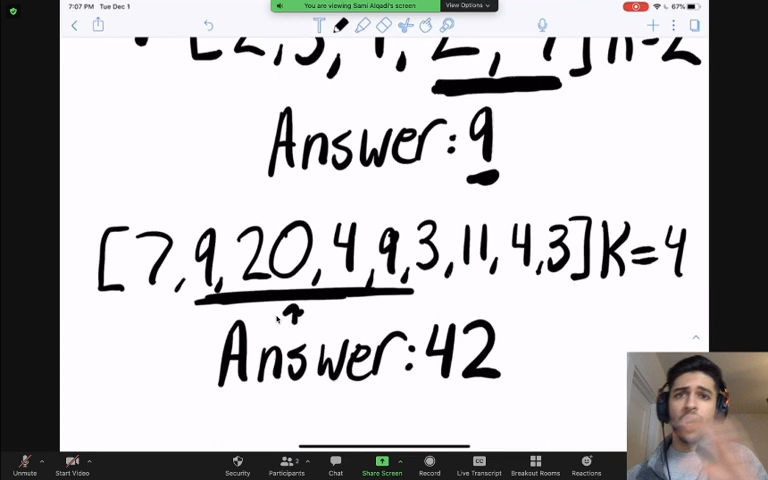 7:07 PM Tue Dec 1
You are viewing Sami Alqadi's screen
View Options
67%
T
Answer: 9
[7, 9, 20, 4, 9, 3, 11, 4, 3] K=4
Answer: 42
Unmute
Start Video
Security
Participants
2
Chat
Share Screen
Record
CC
Live Transcript
Breakout Rooms
Reactions